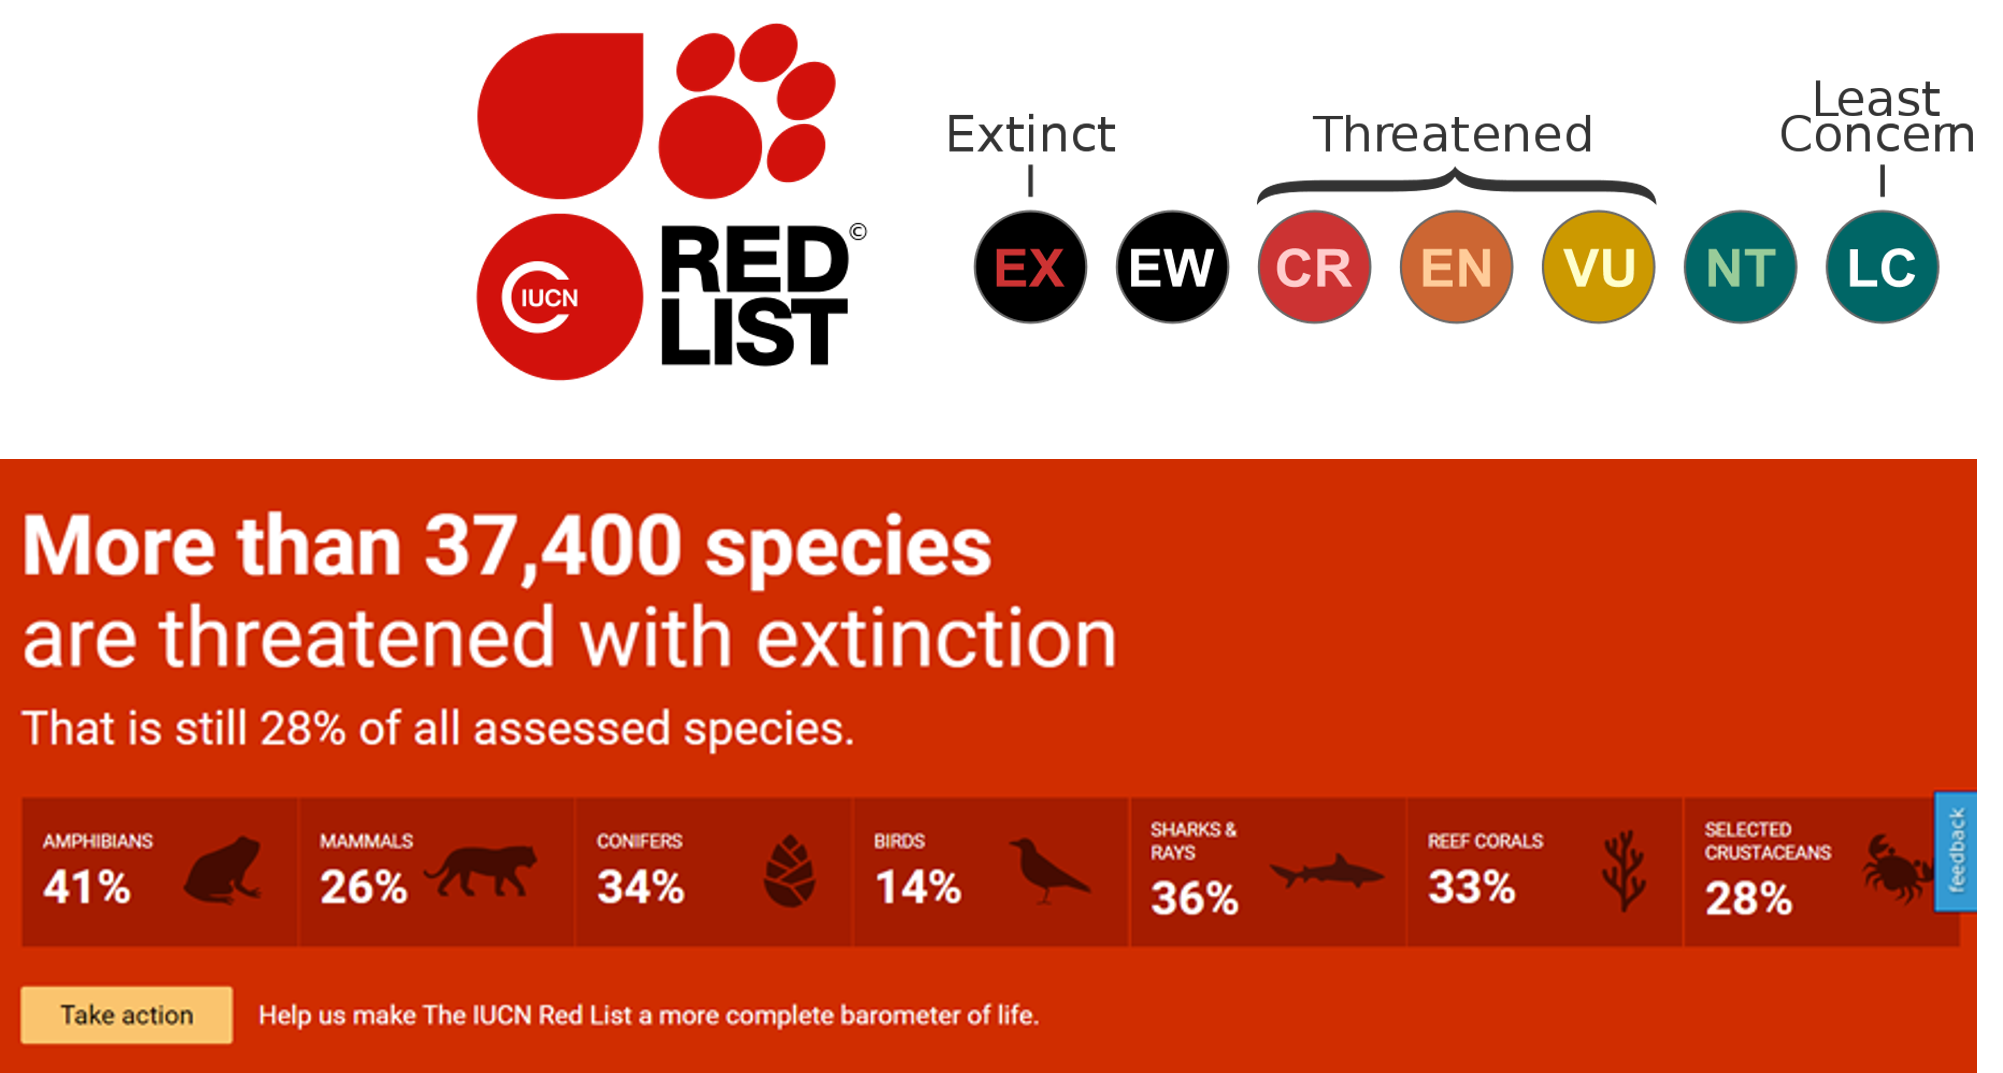 IUCN
RED©
LIST
Extinct
Threatened
Least
Concern
EX EW CR EN VU NT LC
More than 37,400 species
are threatened with extinction
That is still 28% of all assessed species.
AMPHIBIANS
41%
MAMMALS
26%
CONIFERS
34%
BIRDS
14%
SHARKS &
RAYS
36%
REEF CORALS
33%
SELECTED
CRUSTACEANS
28%
feedback
Take action
Help us make The IUCN Red List a more complete barometer of life.